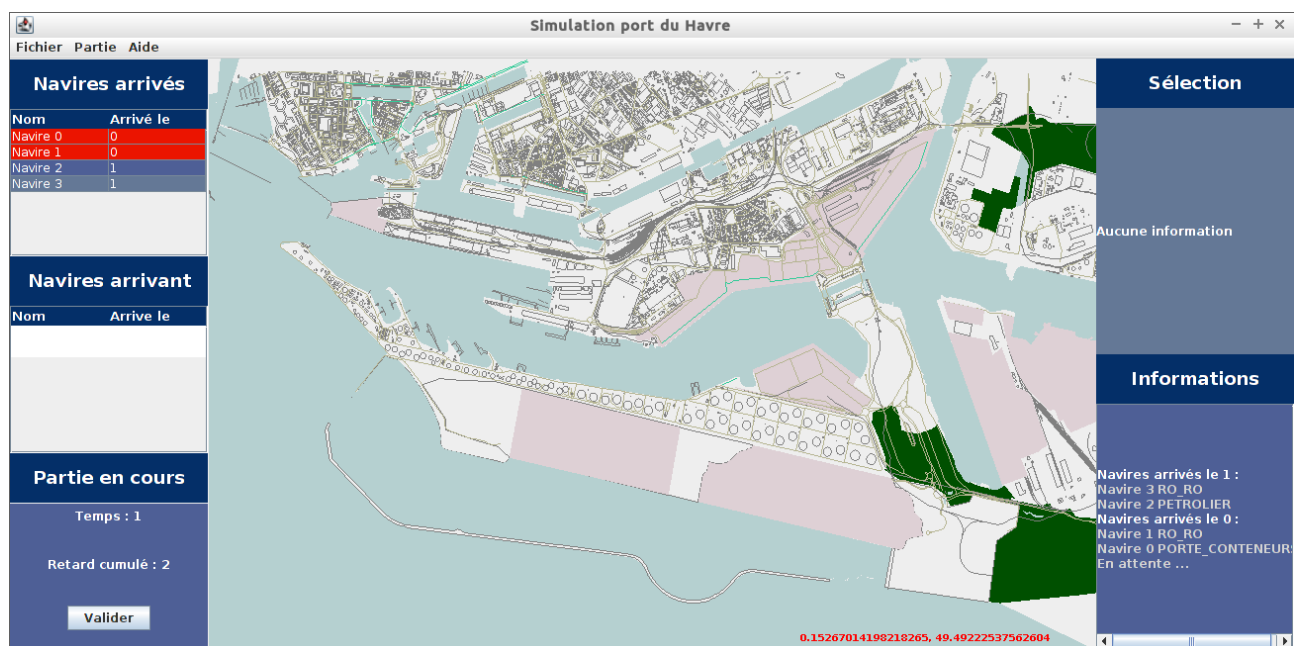 Simulation port du Havre
Fichier Partie Aide
Navires arrivés
Nom Arrivé le
Navire 0 0
Navire 1 0
Navire 2 1
Navire 3 1
Navires arrivant
Nom Arrive le
Partie en cours
Temps : 1
Retard cumulé : 2
Valider
0.15267014198218265, 49.49222537562604
Sélection
Aucune information
Informations
Navires arrivés le 1 :
Navire 3 RO_RO
Navire 2 PETROLIER
Navires arrivés le 0 :
Navire 1 RO_RO
Navire 0 PORTE_CONTENEUR
En attente ...